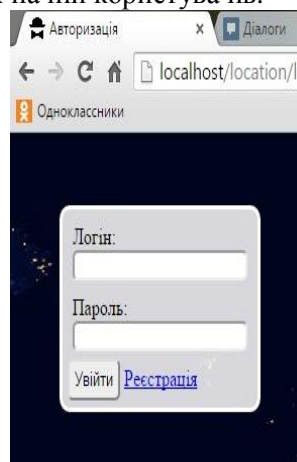 Авторизація
Діалоги
localhost/location/l
Одноклассники
Логін:
Пароль:
Увійти Реєстрація